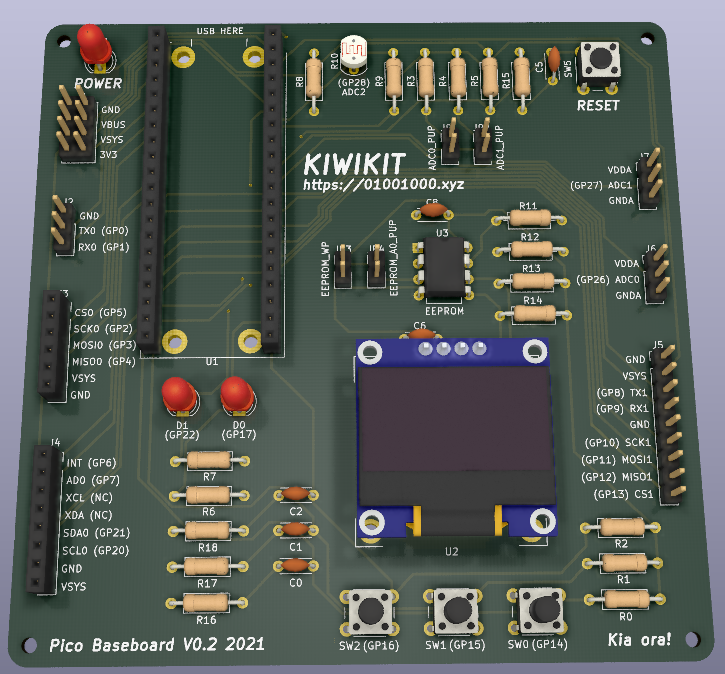 USB HERE
POWER
GND
VBUS
VSYS
3V3
R8
R10
(GP28)
ADC2
R9
R3
R4
R5
R15
C5
SW5
RESET
ADC0_PUP
ADC1_PUP
KIWIKIT
https://01001000.xyz
VDDA
(GP27) ADC1
GNDA
J2
GND
TX0 (GP0)
RX0 (GP1)
C8
R11
U3
R12
R13
R14
EEPROM_WP
EEPROM_A0_PUP
EEPROM
J6
VDDA
(GP26) ADC0
GNDA
J3
CS0 (GP5)
SCK0 (GP2)
MOSI0 (GP3)
MISO0 (GP4)
VSYS
GND
U1
C6
J5
GND
VSYS
(GP8) TX1
(GP9) RX1
GND
(GP10) SCK1
(GP11) MOSI1
(GP12) MISO1
(GP13) CS1
D1
(GP22)
D0
(GP17)
J4
INT (GP6)
AD0 (GP7)
XCL (NC)
XDA (NC)
SDA0 (GP21)
SCL0 (GP20)
GND
VSYS
R7
R6
R18
R17
R16
C2
C1
C0
U2
R2
R1
R0
SW2 (GP16)
SW1 (GP15)
SW0 (GP14)
Pico Baseboard V0.2 2021
Kia ora!